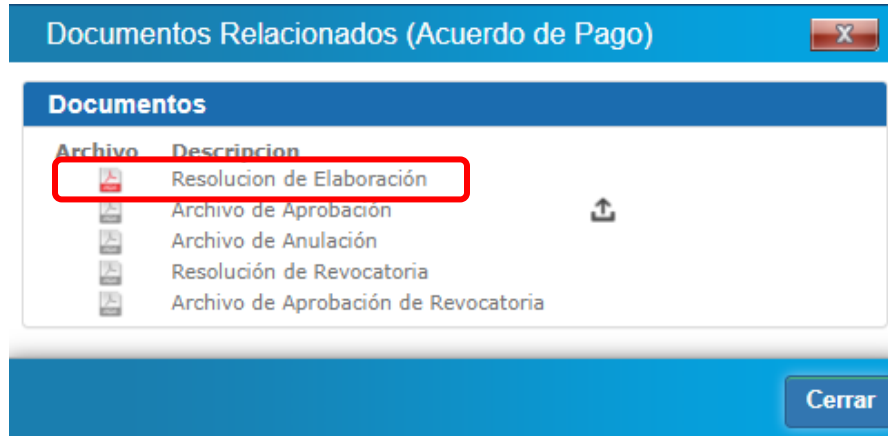 Documentos Relacionados (Acuerdo de Pago) X
Documentos
Archivo Descripcion
Resolucion de Elaboración
Archivo de Aprobación
Archivo de Anulación
Resolución de Revocatoria
Archivo de Aprobación de Revocatoria
Cerrar